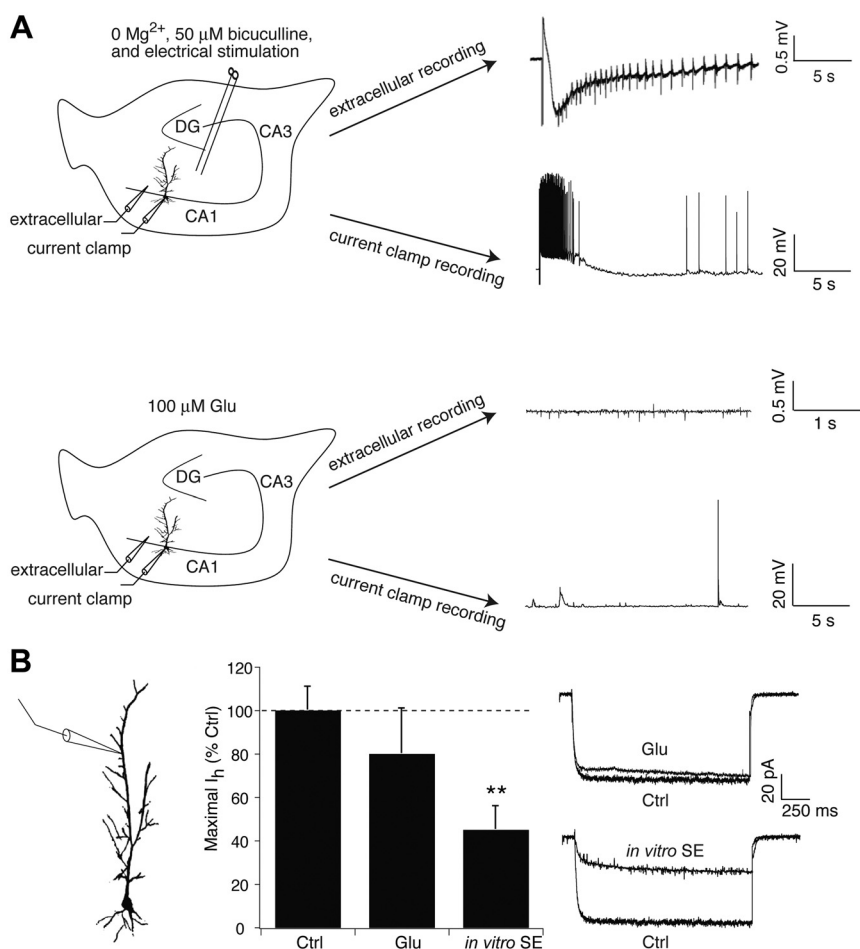 A
0 Mg2+, 50 µM bicuculline,
and electrical stimulation
DG
CA3
CA1
extracellular
current clamp
extracellular recording
current clamp recording
0.5 mV
5 s
20 mV
5 s
100 µM Glu
DG
CA3
CA1
extracellular
current clamp
extracellular recording
current clamp recording
0.5 mV
1 s
20 mV
5 s
B
Maximal Ih (% Ctrl)
120
100
80
60
40
20
0
**
Ctrl
Glu
in vitro SE
Glu
Ctrl
20 pA
250 ms
in vitro SE
Ctrl